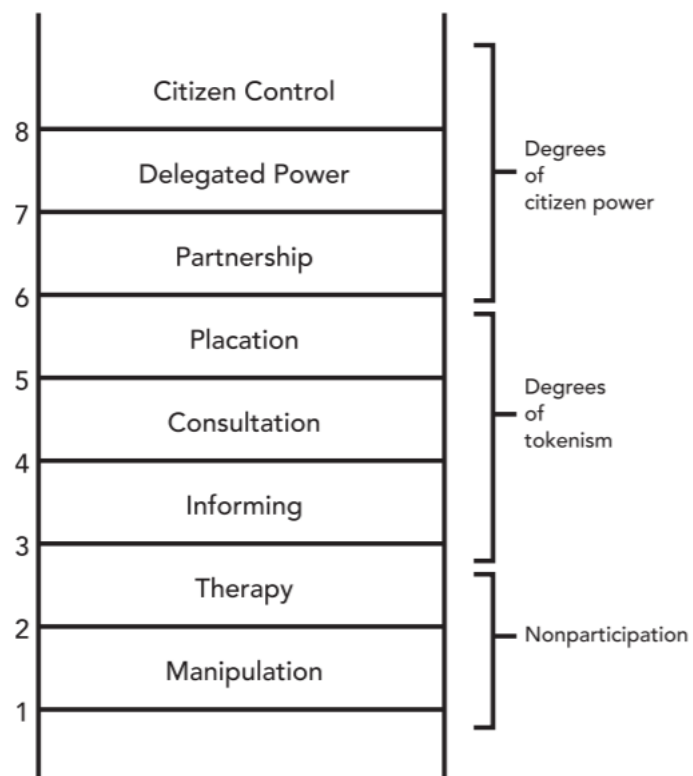 Citizen Control
8
Delegated Power
7
Partnership
6
Placation
5
Consultation
4
Informing
3
Therapy
2
Manipulation
1
Degrees
of
citizen power
Degrees
of
tokenism
Nonparticipation